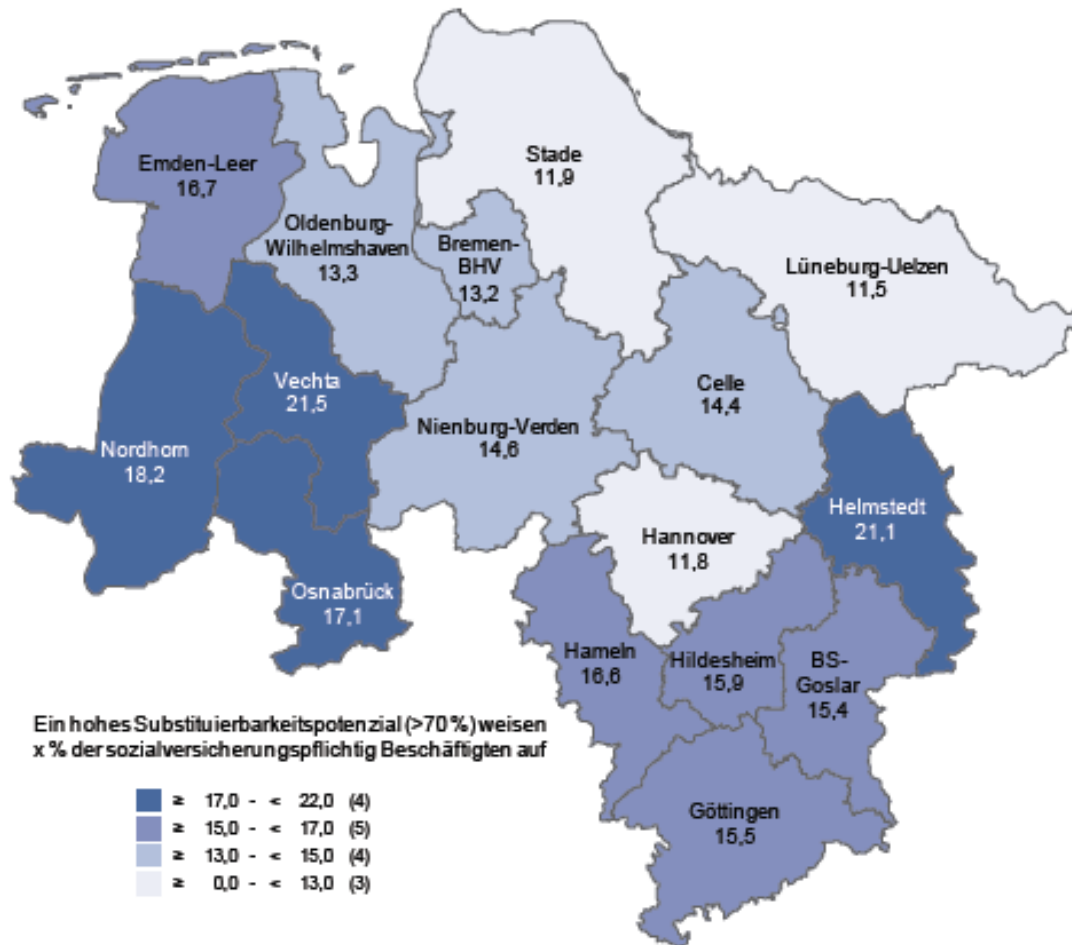 Emden-Leer
16,7
Oldenburg-
Wilhelmshaven
13,3
Bremen-
BHV
13,2
Stade
11,9
Lüneburg-Uelzen
11,5
Vechta
21,5
Nordhorn
18,2
Nienburg-Verden
14,6
Celle
14,4
Helmstedt
21,1
Hannover
11,8
Osnabrück
17,1
Hameln
16,6
Hildesheim
15,9
BS-
Goslar
15,4
Göttingen
15,5
Ein hohes Substituierbarkeitspotenzial (>70 %) weisen
x % der sozialversicherungspflichtig Beschäftigten auf
≥ 17,0 - < 22,0 (4)
≥ 15,0 - < 17,0 (5)
≥ 13,0 - < 15,0 (4)
≥ 0,0 - < 13,0 (3)